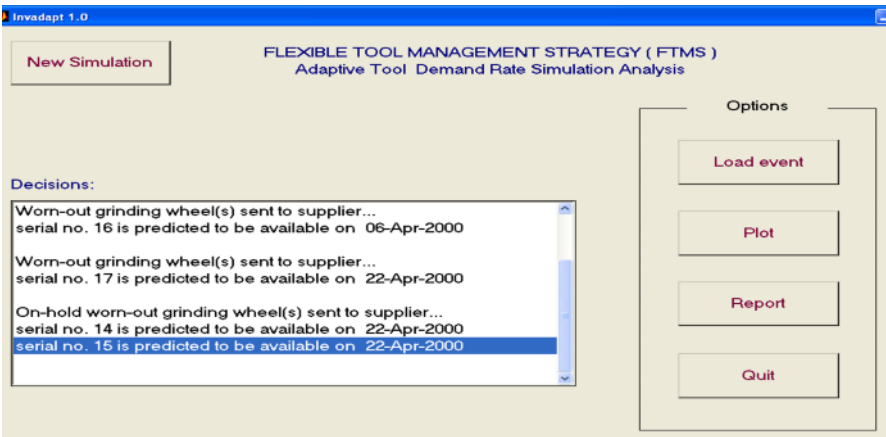 Invadapt 1.0
New Simulation
FLEXIBLE TOOL MANAGEMENT STRATEGY ( FTMS )
Adaptive Tool Demand Rate Simulation Analysis
Options
Load event
Plot
Report
Quit
Decisions:
Worn-out grinding wheel(s) sent to supplier...
serial no. 16 is predicted to be available on 06-Apr-2000
Worn-out grinding wheel(s) sent to supplier...
serial no. 17 is predicted to be available on 22-Apr-2000
On-hold worn-out grinding wheel(s) sent to supplier...
serial no. 14 is predicted to be available on 22-Apr-2000
serial no. 15 is predicted to be available on 22-Apr-2000